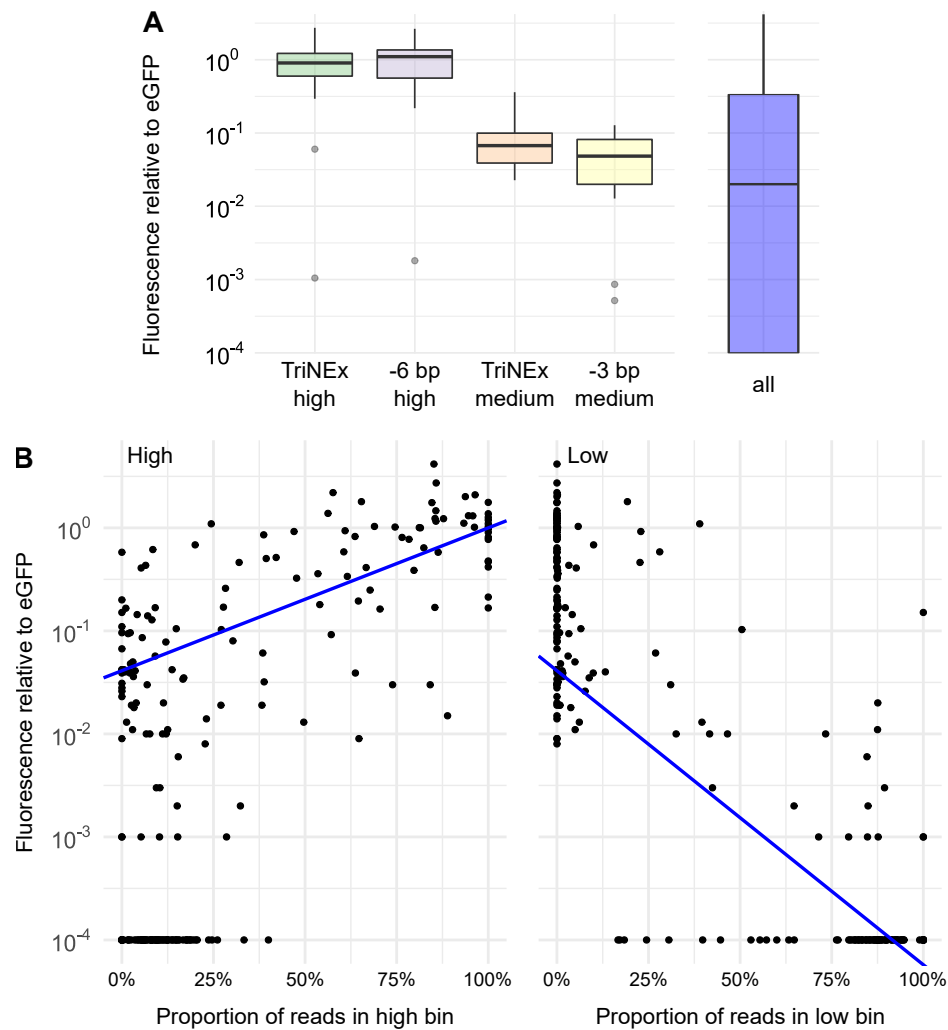 A
Fluorescence relative to eGFP
10^0
10^-1
10^-2
10^-3
10^-4
TriNEx high
-6 bp high
TriNEx medium
-3 bp medium
all
B
Fluorescence relative to eGFP
High
Low
10^0
10^-1
10^-2
10^-3
10^-4
0% 25% 50% 75% 100%
0% 25% 50% 75% 100%
Proportion of reads in high bin
Proportion of reads in low bin